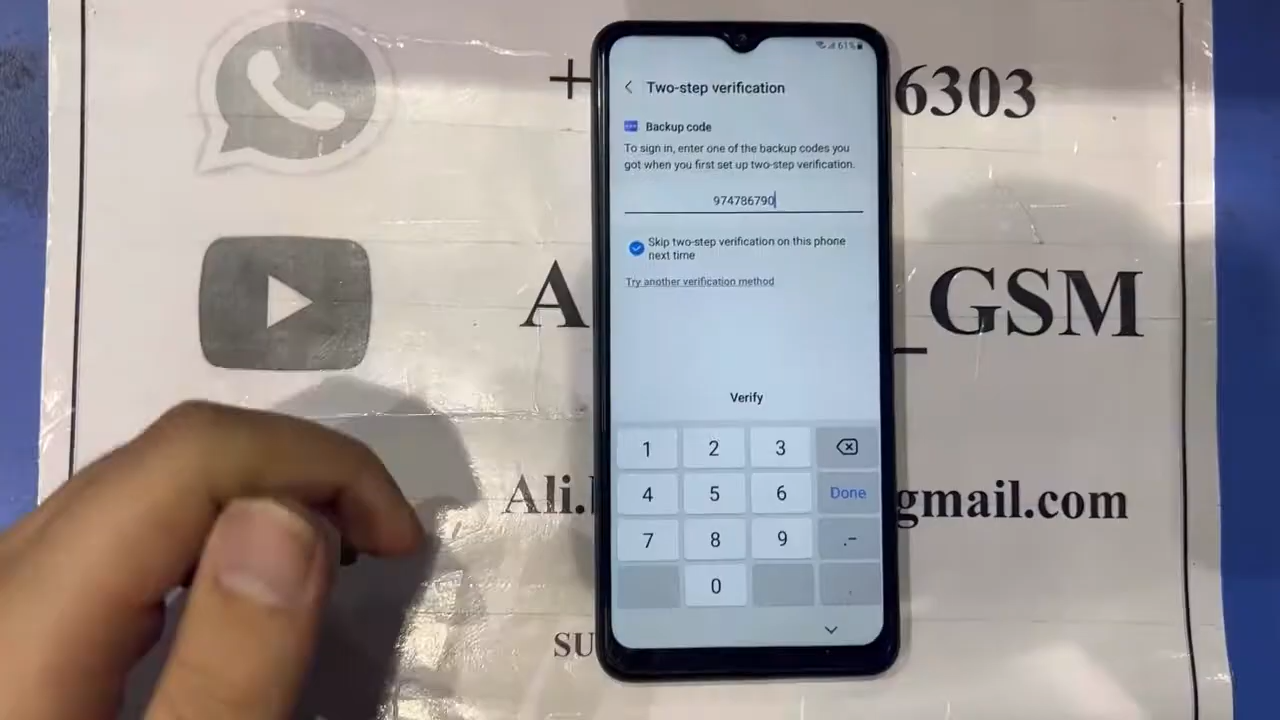 +
6303
A
_GSM
Ali.
gmail.com
SU
61%
Two-step verification
Backup code
To sign in, enter one of the backup codes you
got when you first set up two-step verification.
974786790
Skip two-step verification on this phone
next time
Try another verification method
Verify
1 2 3
4 5 6 Done
7 8 9 .-
0 .